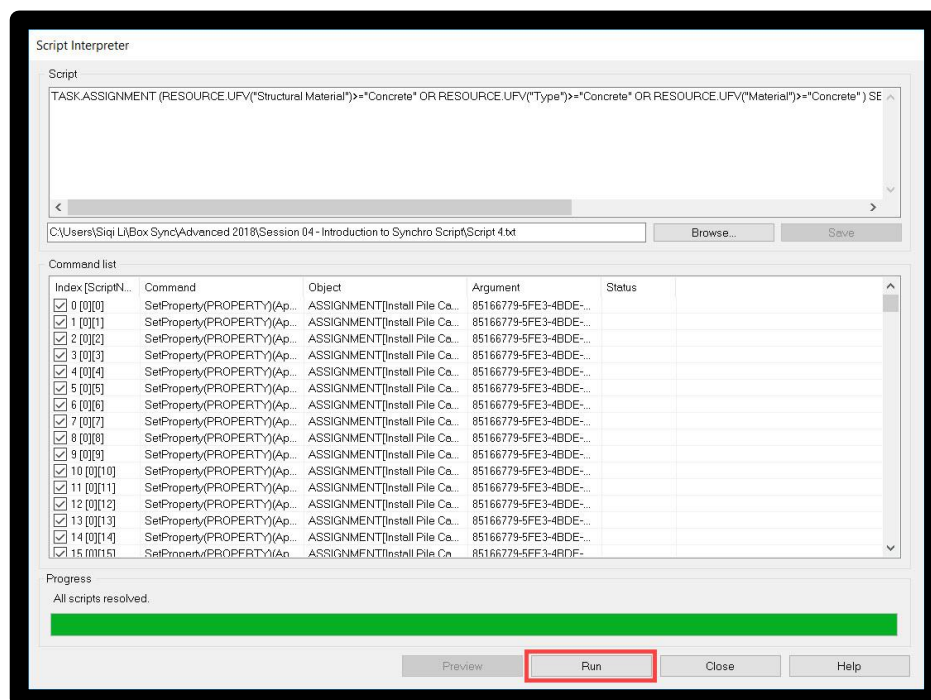 Script Interpreter
Script
TASK.ASSIGNMENT (RESOURCE.UFV("Structural Material")>="Concrete" OR RESOURCE.UFV("Type")>="Concrete" OR RESOURCE.UFV("Material")>="Concrete" ) SE
C:\Users\Siqi Li\Box Sync\Advanced 2018\Session 04 - Introduction to Synchro Script\Script 4.txt Browse... Save
Command list
Index [ScriptN... Command Object Argument Status
0 [0][0] SetProperty(PROPERTY)(Ap... ASSIGNMENT[Install Pile Ca... 85166779-5FE3-4BDE-...
1 [0][1] SetProperty(PROPERTY)(Ap... ASSIGNMENT[Install Pile Ca... 85166779-5FE3-4BDE-...
2 [0][2] SetProperty(PROPERTY)(Ap... ASSIGNMENT[Install Pile Ca... 85166779-5FE3-4BDE-...
3 [0][3] SetProperty(PROPERTY)(Ap... ASSIGNMENT[Install Pile Ca... 85166779-5FE3-4BDE-...
4 [0][4] SetProperty(PROPERTY)(Ap... ASSIGNMENT[Install Pile Ca... 85166779-5FE3-4BDE-...
5 [0][5] SetProperty(PROPERTY)(Ap... ASSIGNMENT[Install Pile Ca... 85166779-5FE3-4BDE-...
6 [0][6] SetProperty(PROPERTY)(Ap... ASSIGNMENT[Install Pile Ca... 85166779-5FE3-4BDE-...
7 [0][7] SetProperty(PROPERTY)(Ap... ASSIGNMENT[Install Pile Ca... 85166779-5FE3-4BDE-...
8 [0][8] SetProperty(PROPERTY)(Ap... ASSIGNMENT[Install Pile Ca... 85166779-5FE3-4BDE-...
9 [0][9] SetProperty(PROPERTY)(Ap... ASSIGNMENT[Install Pile Ca... 85166779-5FE3-4BDE-...
10 [0][10] SetProperty(PROPERTY)(Ap... ASSIGNMENT[Install Pile Ca... 85166779-5FE3-4BDE-...
11 [0][11] SetProperty(PROPERTY)(Ap... ASSIGNMENT[Install Pile Ca... 85166779-5FE3-4BDE-...
12 [0][12] SetProperty(PROPERTY)(Ap... ASSIGNMENT[Install Pile Ca... 85166779-5FE3-4BDE-...
13 [0][13] SetProperty(PROPERTY)(Ap... ASSIGNMENT[Install Pile Ca... 85166779-5FE3-4BDE-...
14 [0][14] SetProperty(PROPERTY)(Ap... ASSIGNMENT[Install Pile Ca... 85166779-5FE3-4BDE-...
15 [0][15] SetProperty(PROPERTY)(Ap... ASSIGNMENT[Install Pile Ca... 85166779-5FE3-4BDE-...
Progress
All scripts resolved.
Preview Run Close Help